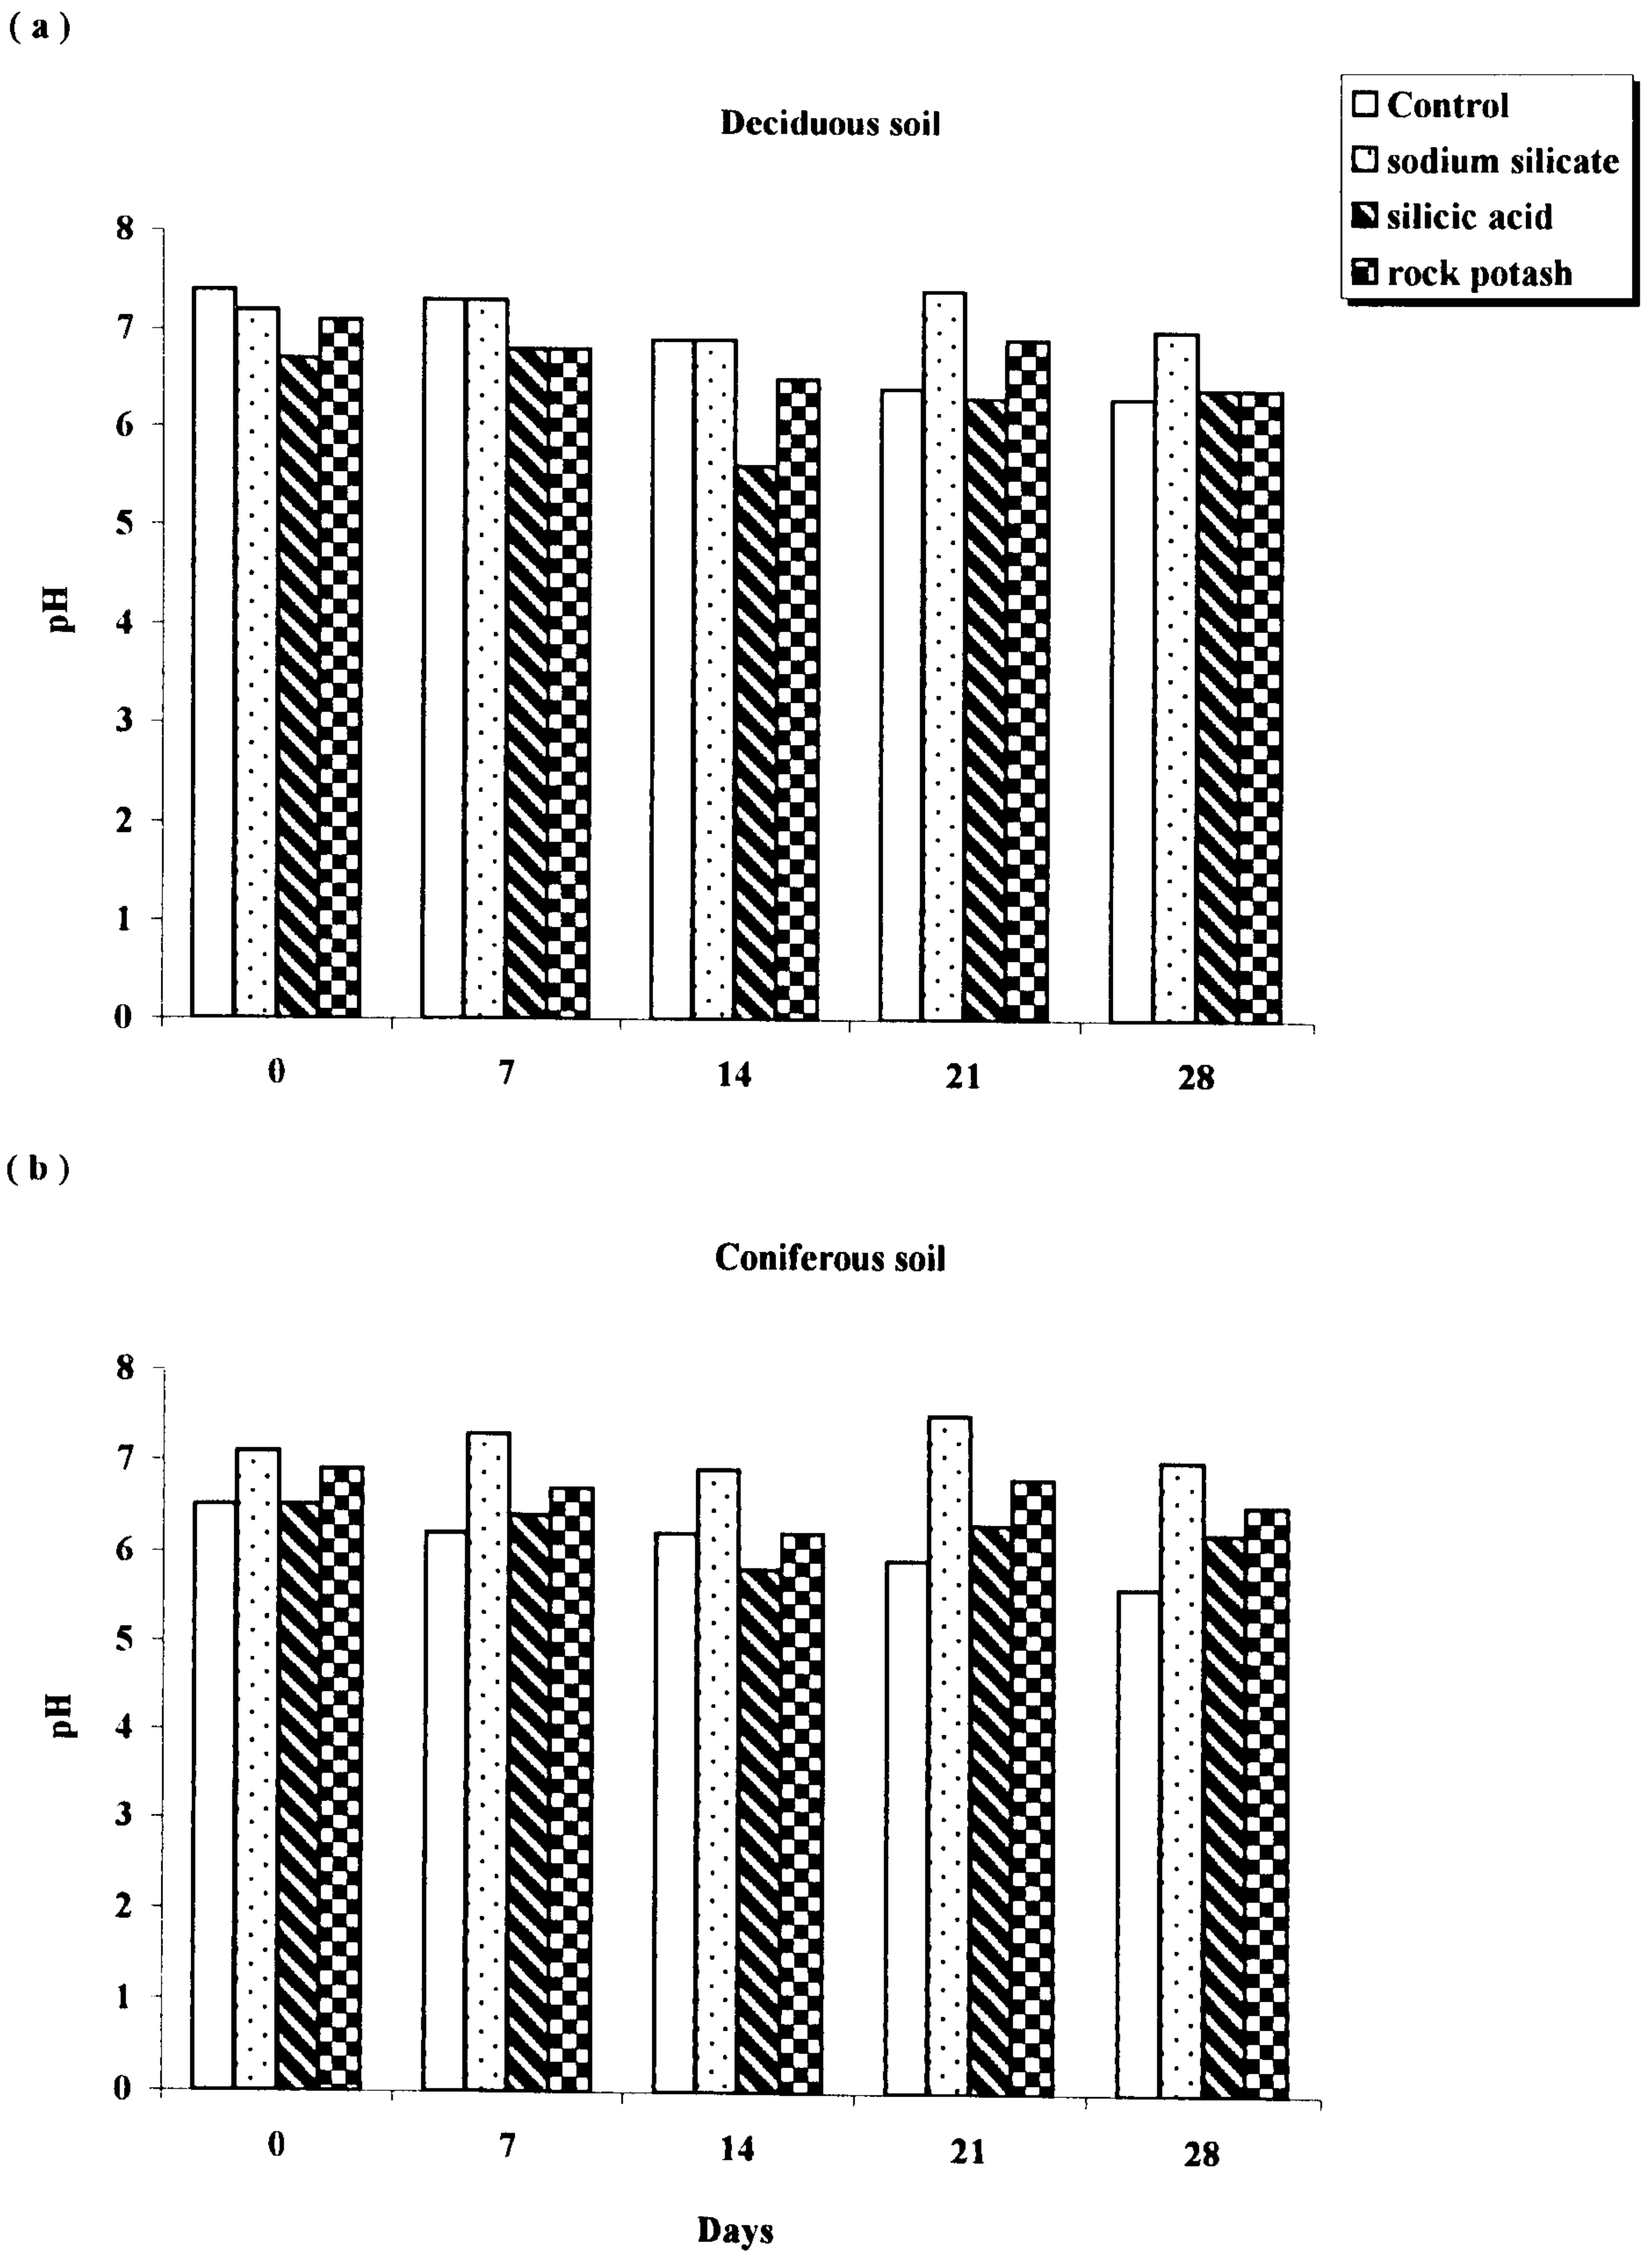 ( a )
Deciduous soil
Control
sodium silicate
silicic acid
rock potash
8
7
6
5
4
3
2
1
0
pH
0 7 14 21 28
( b )
Coniferous soil
8
7
6
5
4
3
2
1
0
pH
0 7 14 21 28
Days